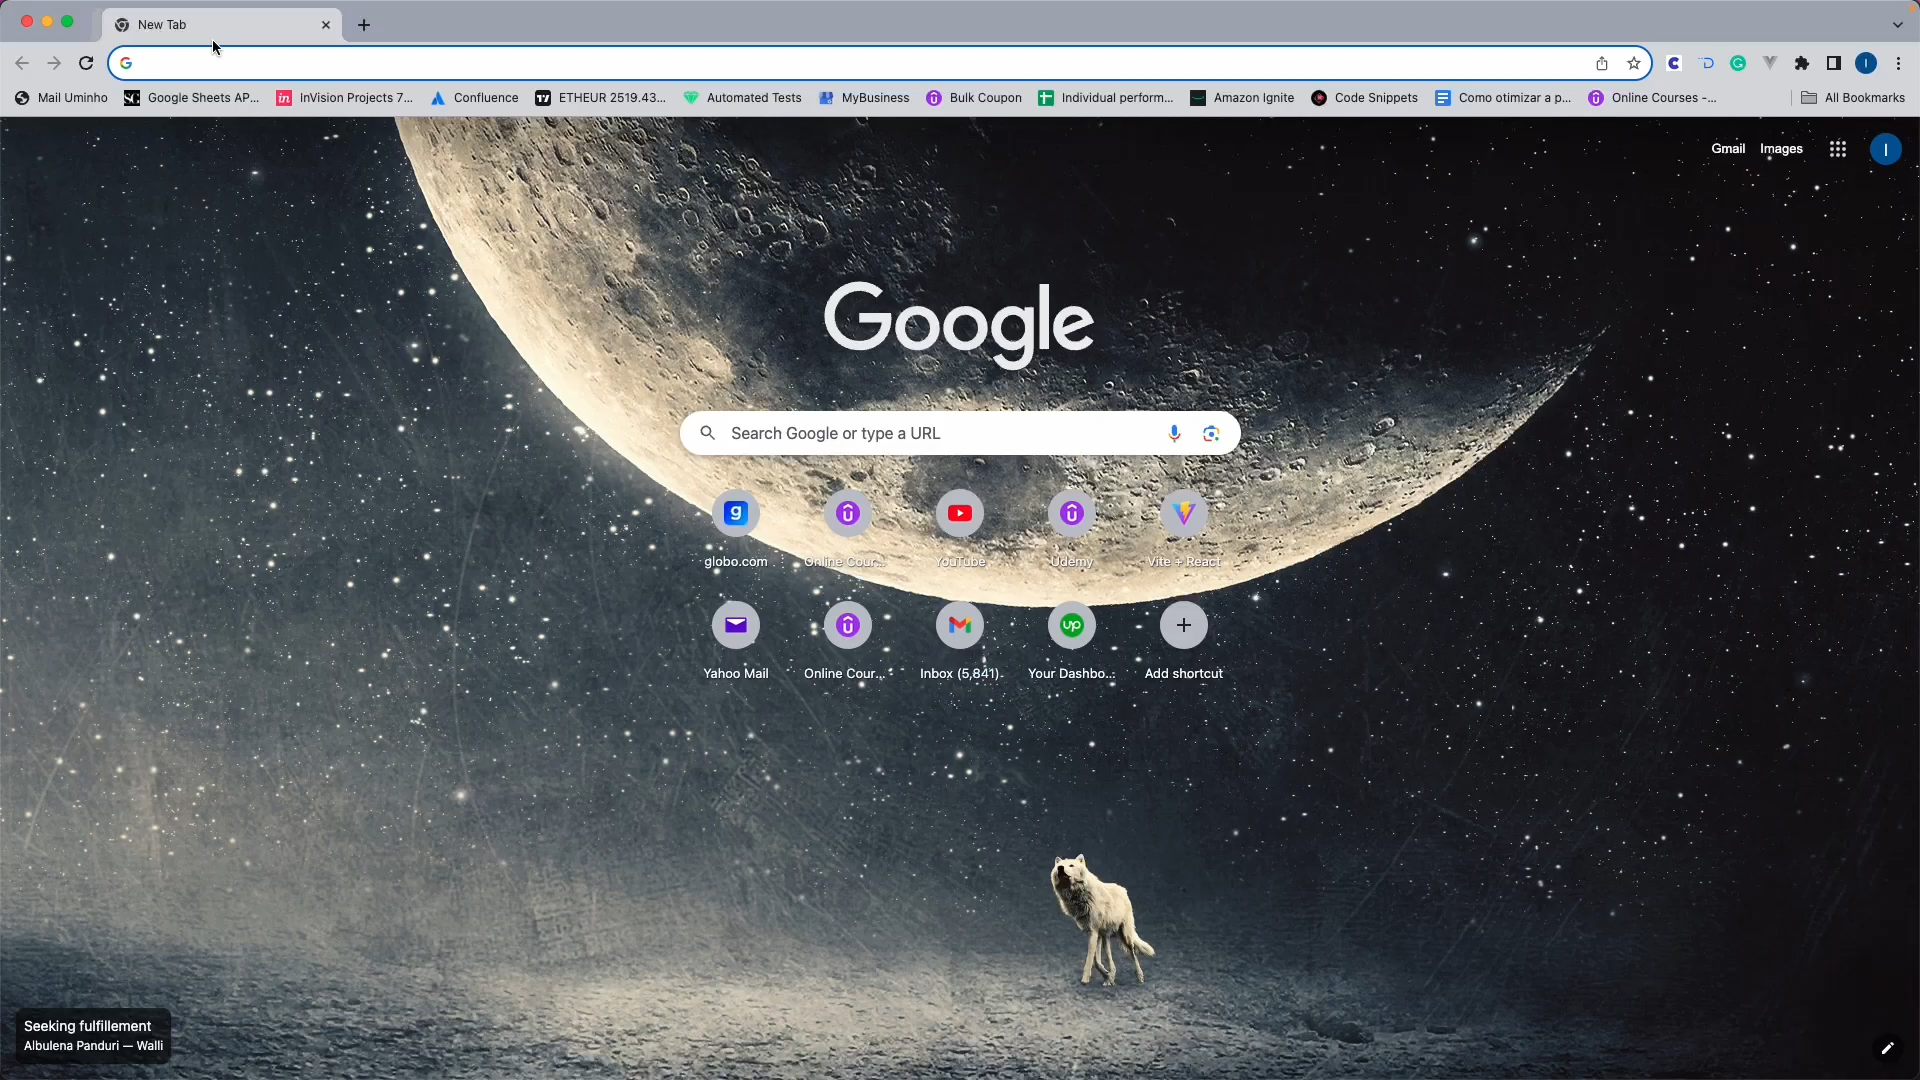 New Tab
Mail Uminho
Google Sheets AP...
InVision Projects 7...
Confluence
ETHEUR 2519.43...
Automated Tests
MyBusiness
Bulk Coupon
Individual perform...
Amazon Ignite
Code Snippets
Como otimizar a p...
Online Courses -...
All Bookmarks
Gmail
Images
I
Google
Search Google or type a URL
globo.com
Online Cour...
YouTube
Udemy
Vite + React
Yahoo Mail
Online Cour...
Inbox (5,841)
Your Dashbo...
Add shortcut
Seeking fulfillement
Albulena Panduri — Walli